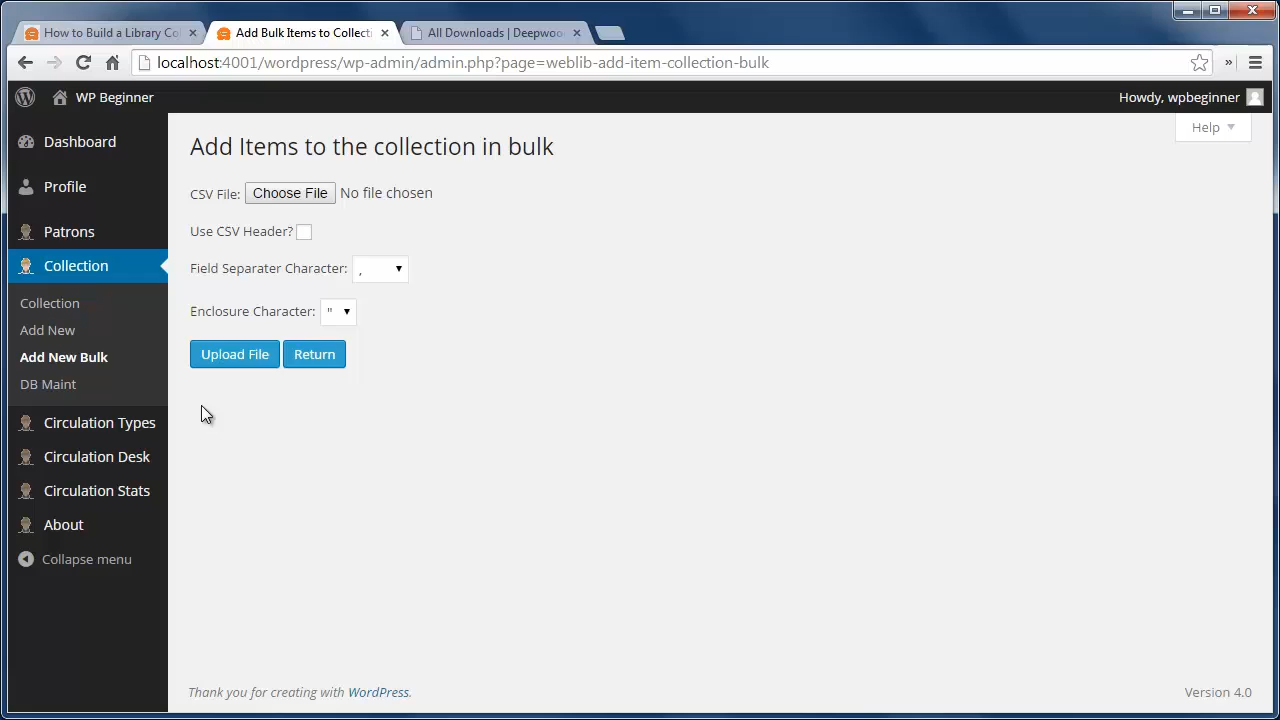 How to Build a Library Co
Add Bulk Items to Collecti
All Downloads | Deepwoo
localhost:4001/wordpress/wp-admin/admin.php?page=weblib-add-item-collection-bulk
WP Beginner
Howdy, wpbeginner
Help
Dashboard
Profile
Patrons
Collection
Collection
Add New
Add New Bulk
DB Maint
Circulation Types
Circulation Desk
Circulation Stats
About
Collapse menu
Add Items to the collection in bulk
CSV File: Choose File No file chosen
Use CSV Header?
Field Separater Character: ,
Enclosure Character: "
Upload File Return
Thank you for creating with WordPress.
Version 4.0